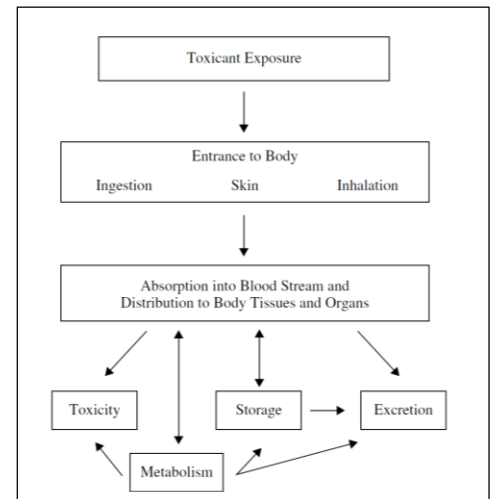 Toxicant Exposure
Entrance to Body
Ingestion Skin Inhalation
Absorption into Blood Stream and
Distribution to Body Tissues and Organs
Toxicity Storage Excretion
Metabolism